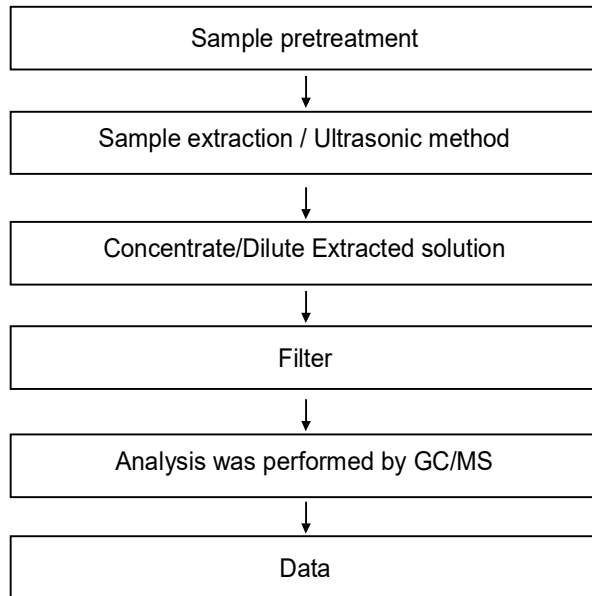 Sample pretreatment
Sample extraction / Ultrasonic method
Concentrate/Dilute Extracted solution
Filter
Analysis was performed by GC/MS
Data